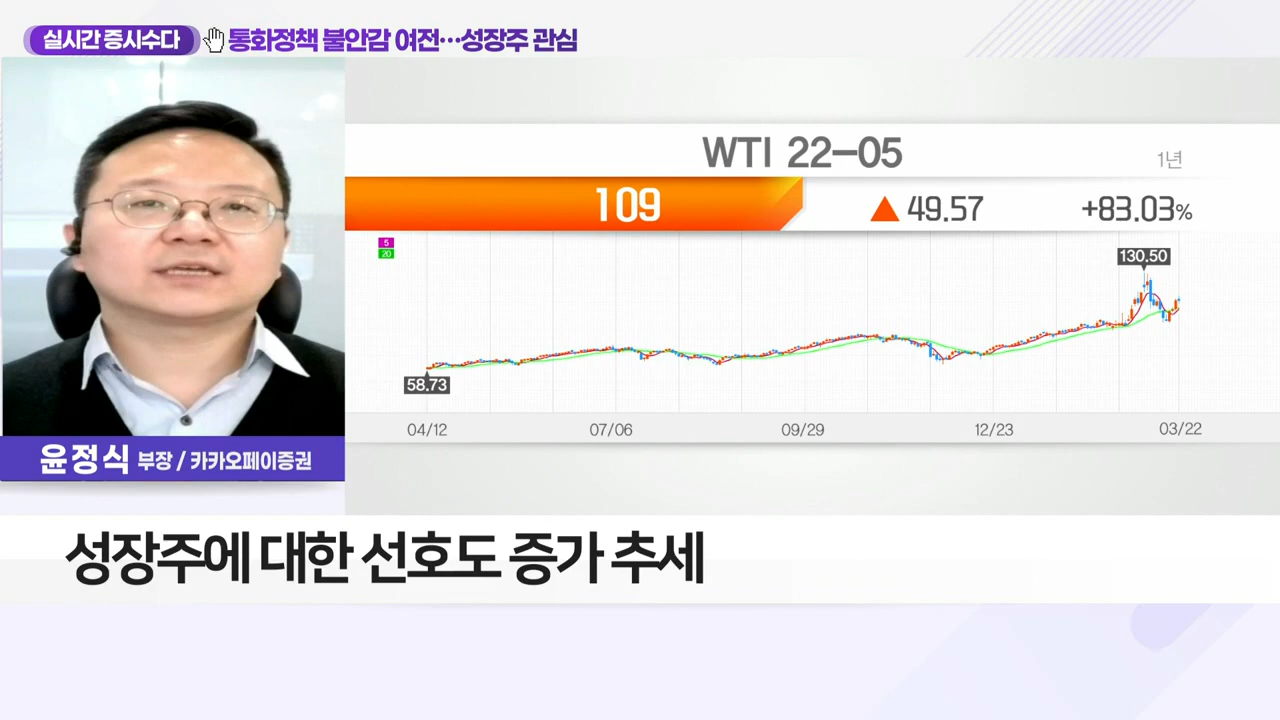 실시간 증시수다 통화정책 불안감 여전…성장주 관심
WTI 22-05
1년
109 ▲ 49.57 +83.03%
5
20
130.50
58.73
04/12 07/06 09/29 12/23 03/22
윤정식 부장 / 카카오페이증권
성장주에 대한 선호도 증가 추세